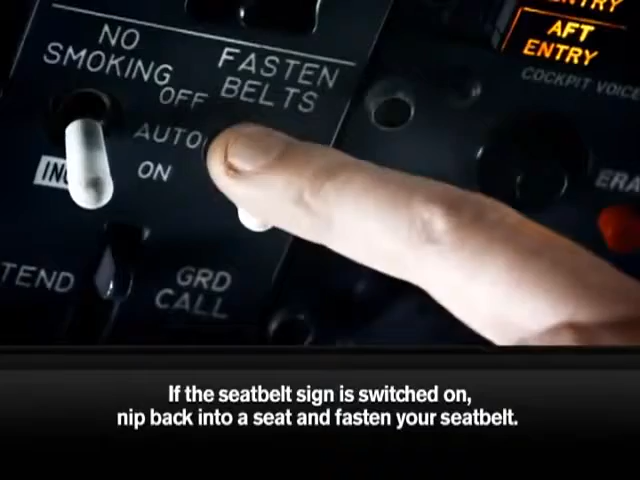 ENTRY
AFT
ENTRY
COCKPIT VOICE
NO
SMOKING
FASTEN
BELTS
OFF
AUTO
ON
ERA
TEND
GRD
CALL
If the seatbelt sign is switched on,
nip back into a seat and fasten your seatbelt.